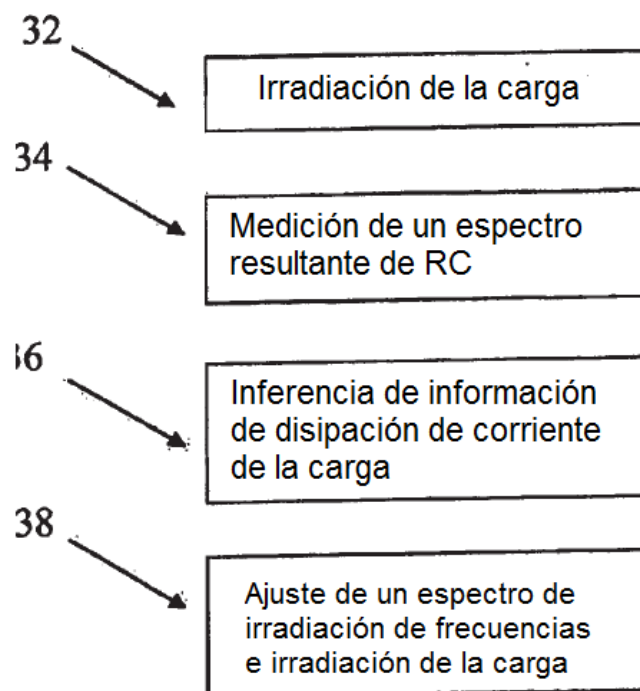 32
Irradiación de la carga
34
Medición de un espectro
resultante de RC
36
Inferencia de información
de disipación de corriente
de la carga
38
Ajuste de un espectro de
irradiación de frecuencias
e irradiación de la carga